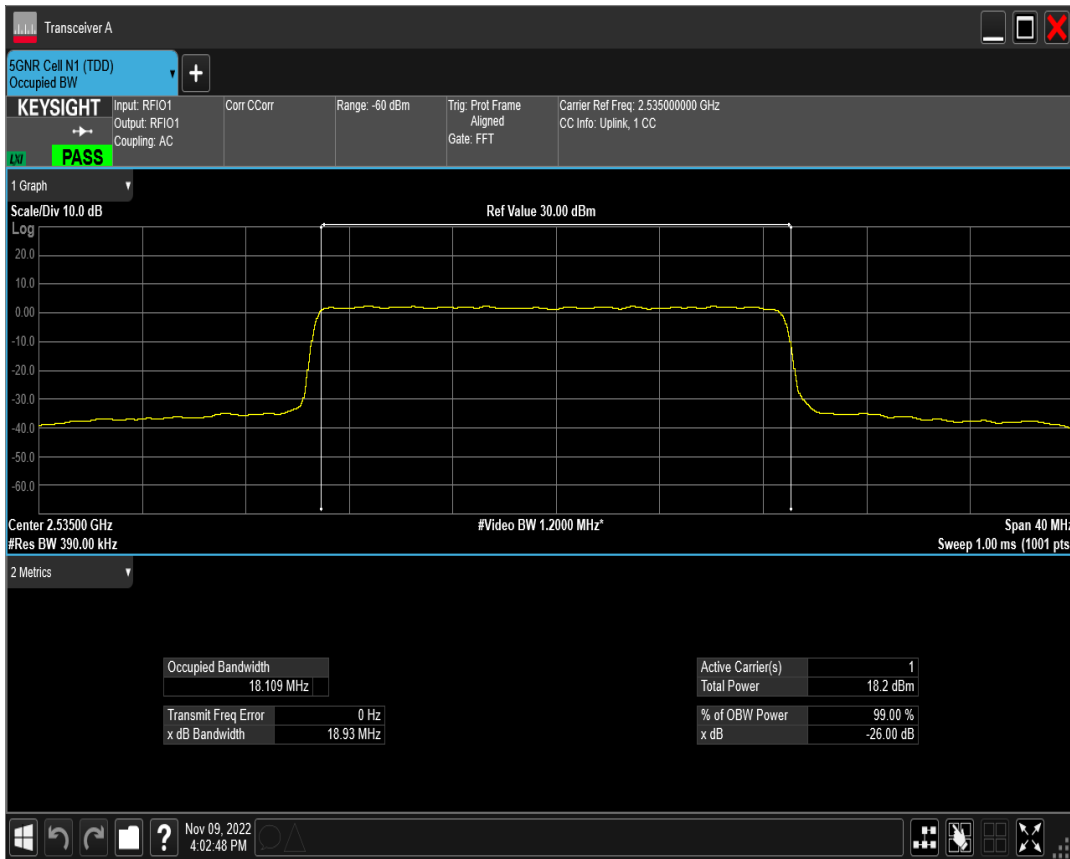 Transceiver A
5GNR Cell N1 (TDD)
Occupied BW
+
KEYSIGHT
LXI
PASS
Input: RFIO1
Output: RFIO1
Coupling: AC
Corr CCorr
Range: -60 dBm
Trig: Prot Frame
Aligned
Gate: FFT
Carrier Ref Freq: 2.535000000 GHz
CC Info: Uplink, 1 CC
1 Graph
Scale/Div 10.0 dB
Ref Value 30.00 dBm
Log
20.0
10.0
0.00
-10.0
-20.0
-30.0
-40.0
-50.0
-60.0
Center 2.53500 GHz
#Video BW 1.2000 MHz*
Span 40 MHz
#Res BW 390.00 kHz
Sweep 1.00 ms (1001 pts
2 Metrics
Occupied Bandwidth
18.109 MHz
Transmit Freq Error 0 Hz
x dB Bandwidth 18.93 MHz
Active Carrier(s) 1
Total Power 18.2 dBm
% of OBW Power 99.00 %
x dB -26.00 dB
?
Nov 09, 2022
4:02:48 PM